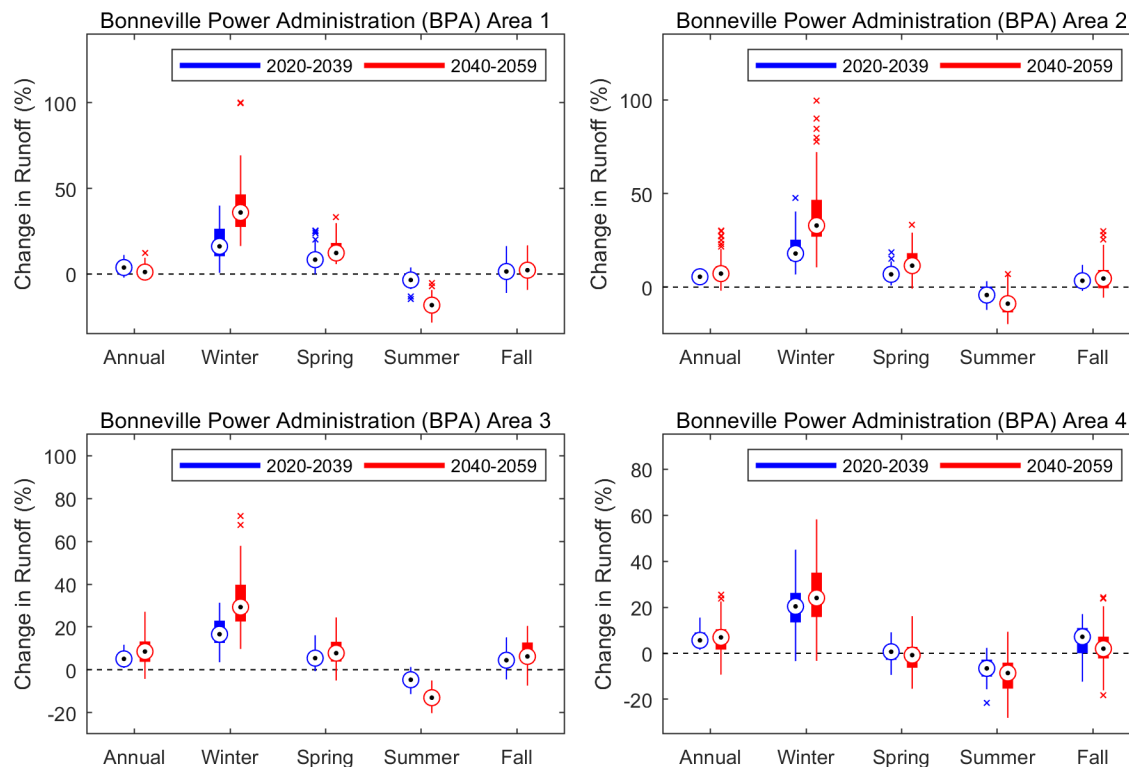 Bonneville Power Administration (BPA) Area 1
2020-2039 2040-2059
Change in Runoff (%)
100
50
0
Annual Winter Spring Summer Fall
Bonneville Power Administration (BPA) Area 2
2020-2039 2040-2059
Change in Runoff (%)
100
50
0
Annual Winter Spring Summer Fall
Bonneville Power Administration (BPA) Area 3
2020-2039 2040-2059
Change in Runoff (%)
100
80
60
40
20
0
-20
Annual Winter Spring Summer Fall
Bonneville Power Administration (BPA) Area 4
2020-2039 2040-2059
Change in Runoff (%)
80
60
40
20
0
-20
Annual Winter Spring Summer Fall